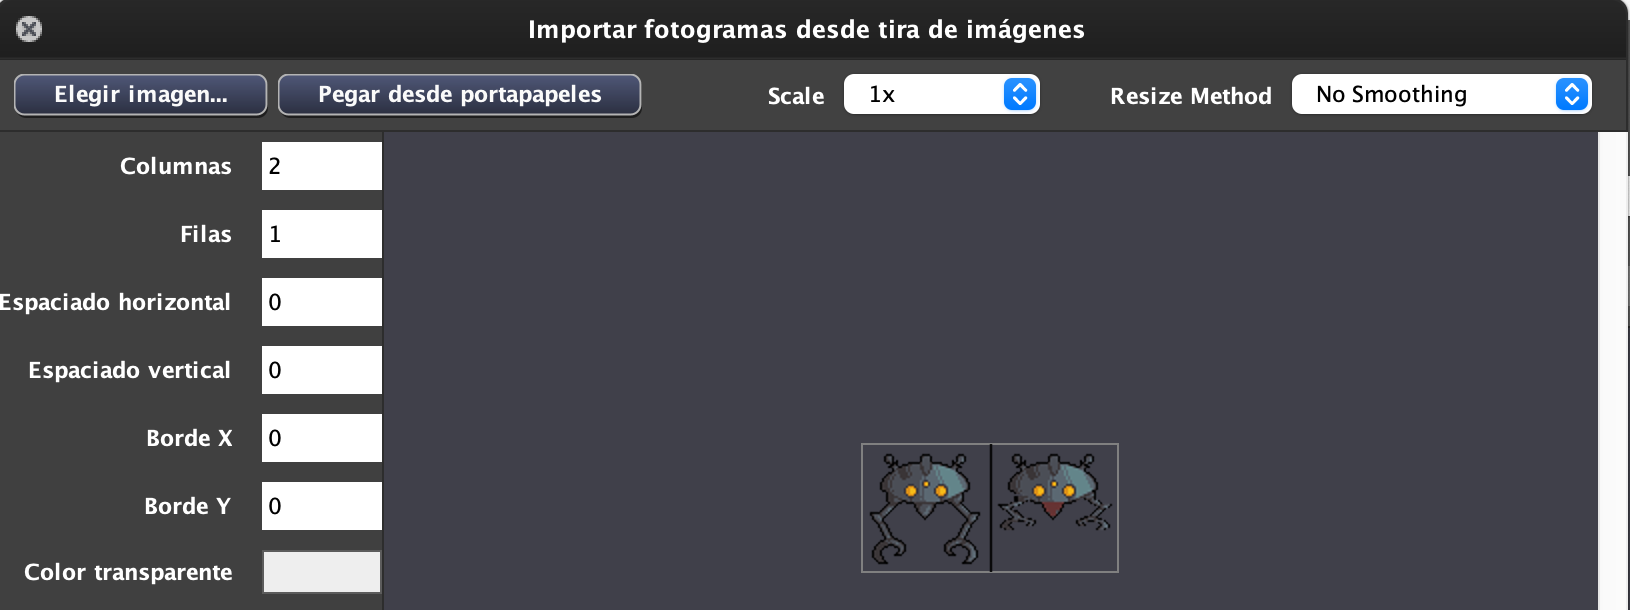 Importar fotogramas desde tira de imágenes
Elegir imagen... Pegar desde portapapeles Scale 1x Resize Method No Smoothing
Columnas 2
Filas 1
Espaciado horizontal 0
Espaciado vertical 0
Borde X 0
Borde Y 0
Color transparente